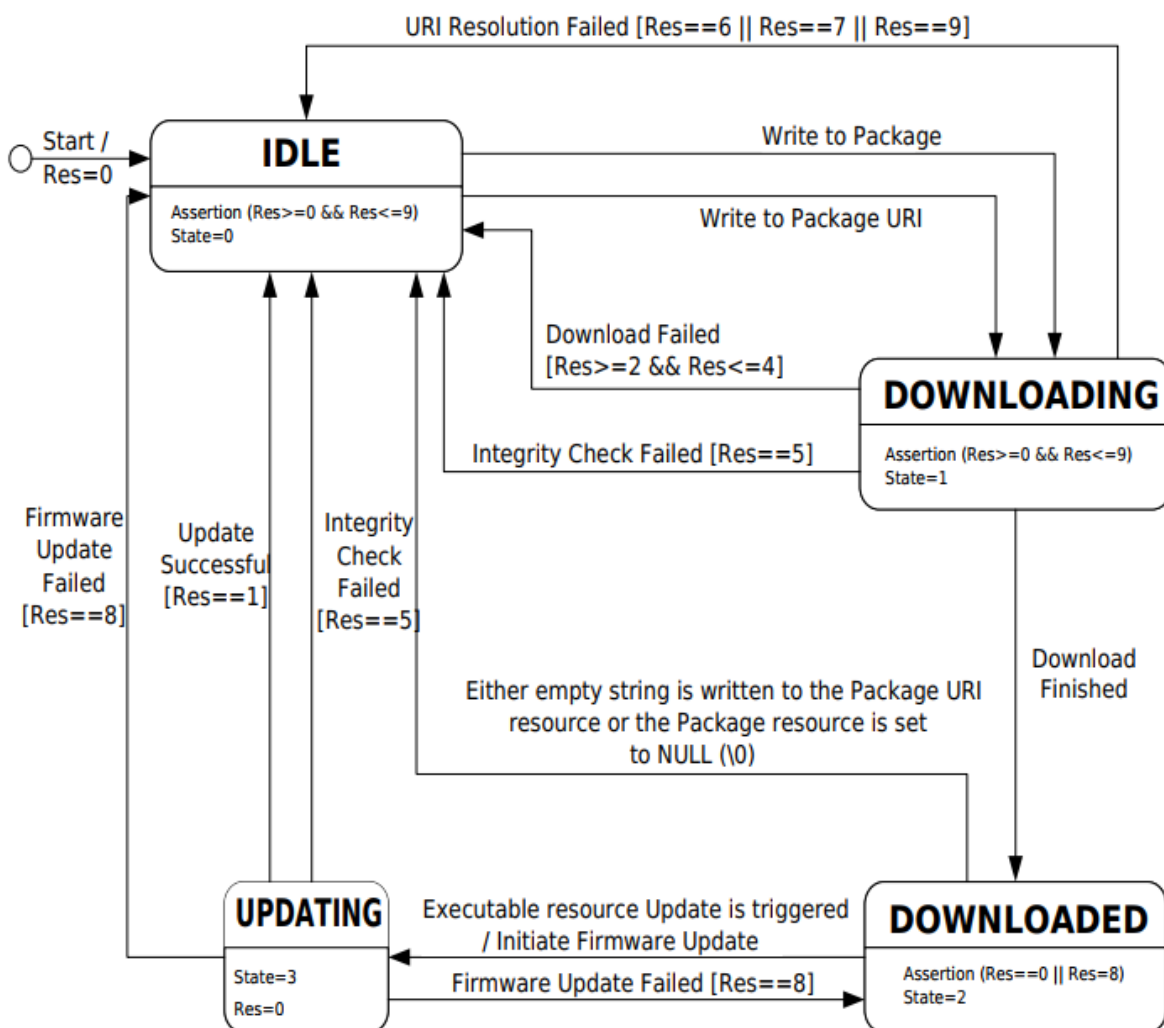 URI Resolution Failed [Res==6 || Res==7 || Res==9]
Start /
Res=0
IDLE
Assertion (Res>=0 && Res<=9)
State=0
Write to Package
Write to Package URI
Download Failed
[Res>=2 && Res<=4]
DOWNLOADING
Assertion (Res>=0 && Res<=9)
State=1
Integrity Check Failed [Res==5]
Firmware
Update
Failed
[Res==8]
Update
Successful
[Res==1]
Integrity
Check
Failed
[Res==5]
Download
Finished
Either empty string is written to the Package URI
resource or the Package resource is set
to NULL (\0)
UPDATING
State=3
Res=0
Executable resource Update is triggered
/ Initiate Firmware Update
Firmware Update Failed [Res==8]
DOWNLOADED
Assertion (Res==0 || Res=8)
State=2